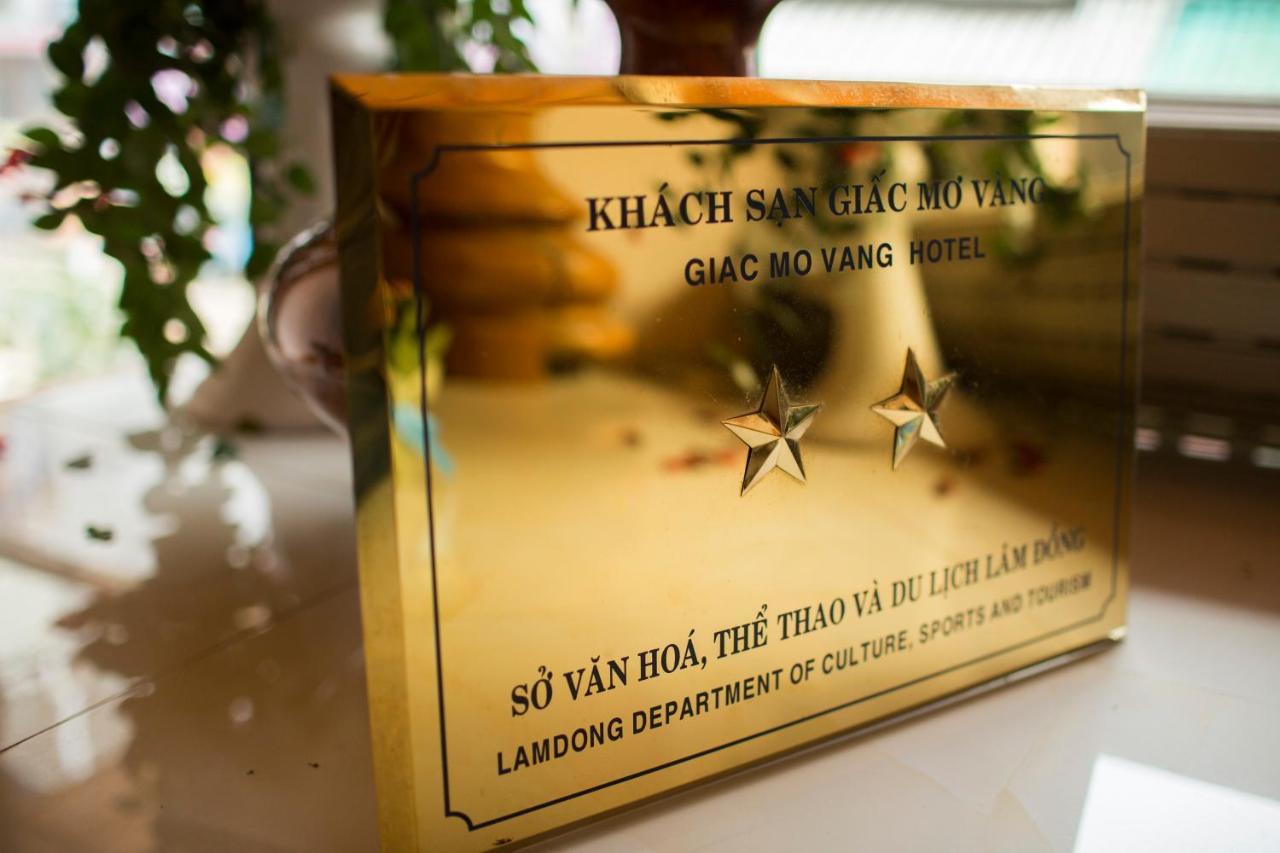 KHÁCH SẠN GIẤC MƠ VÀNG
GIAC MO VANG HOTEL
SỞ VĂN HOÁ, THỂ THAO VÀ DU LỊCH LÂM ĐỒNG
LAMDONG DEPARTMENT OF CULTURE, SPORTS AND TOURISM